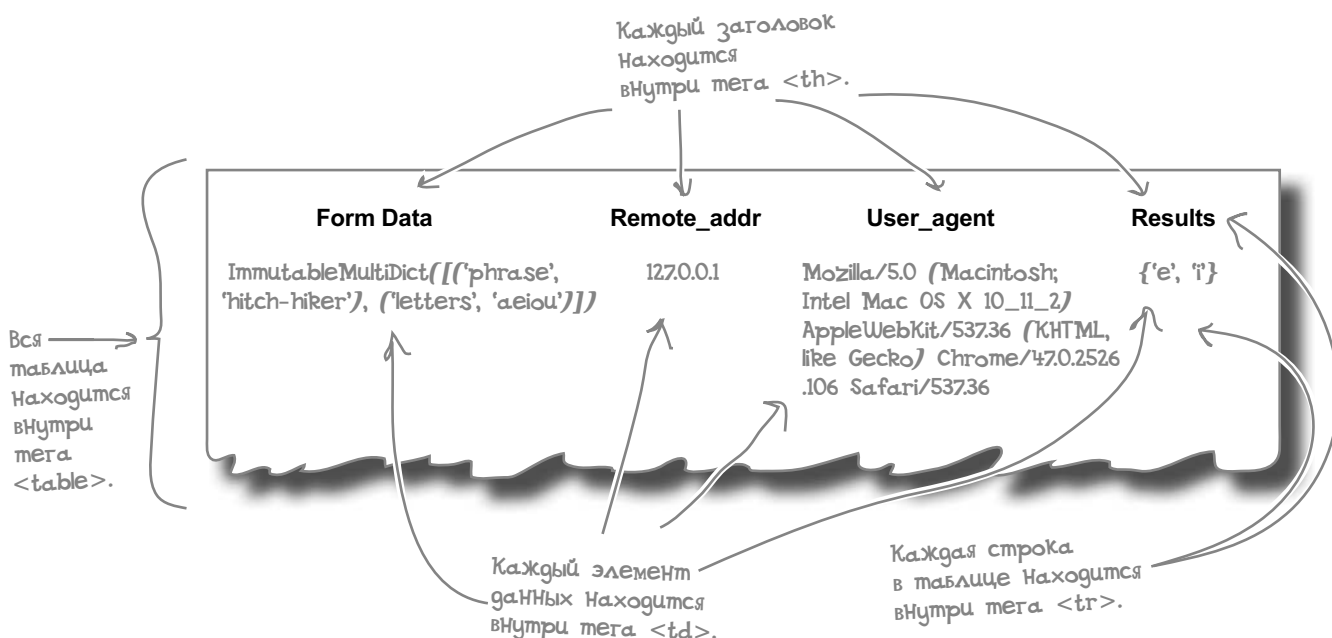 Каждый заголовок
находится
внутри тега <th>.
Form Data
Remote_addr
User_agent
Results
ImmutableMultiDict([(‘phrase’,
‘hitch-hiker’), (‘letters’, ‘aeiou’)])
127.0.0.1
Mozilla/5.0 (Macintosh;
Intel Mac OS X 10_11_2)
AppleWebKit/537.36 (KHTML,
like Gecko) Chrome/47.0.2526
.106 Safari/537.36
{‘e’, ‘i’}
Вся
таблица
находится
внутри
тега
<table>.
Каждый элемент
данных находится
внутри тега <td>.
Каждая строка
в таблице находится
внутри тега <tr>.